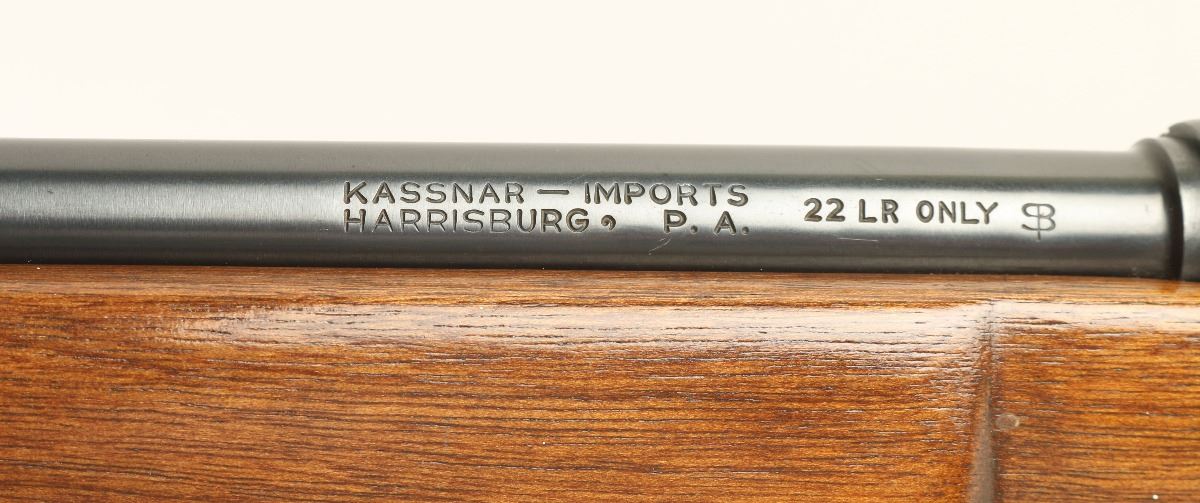 KASSNAR — IMPORTS
HARRISBURG, P. A.
22 LR ONLY